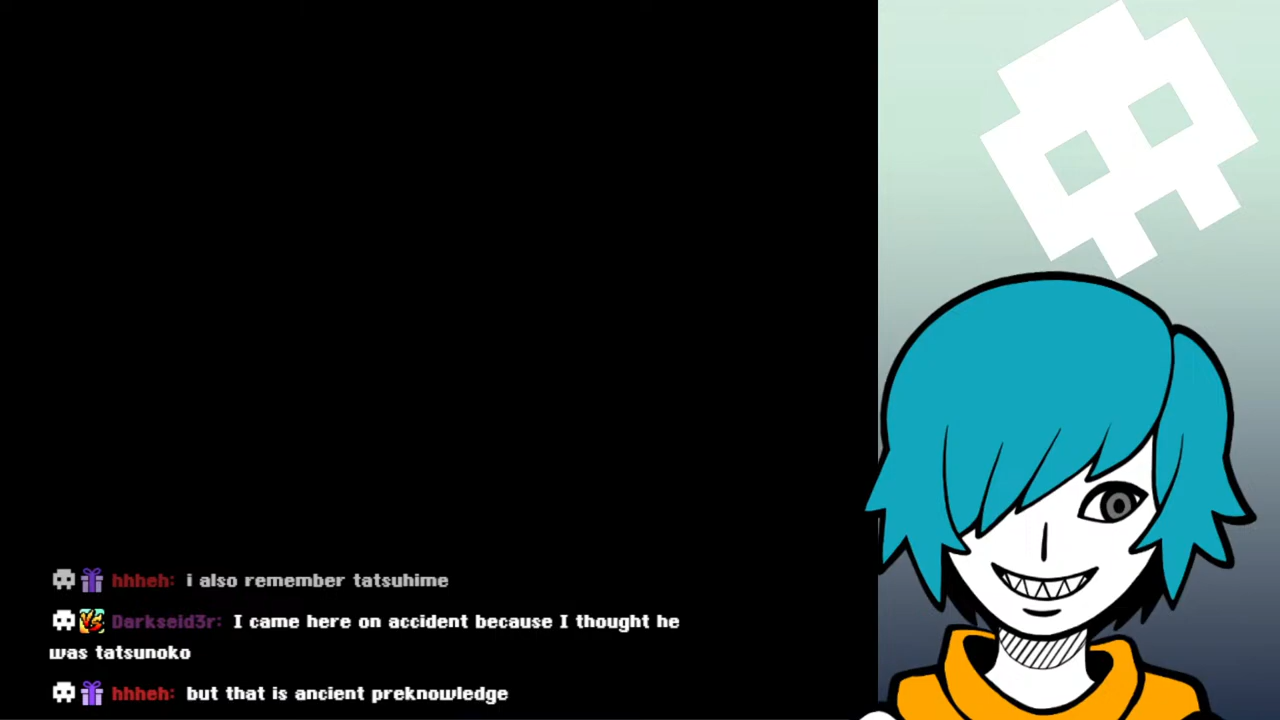 hhheh: i also remember tatsuhime
Darkseid3r: I came here on accident because I thought he
was tatsunoko
hhheh: but that is ancient preknowledge